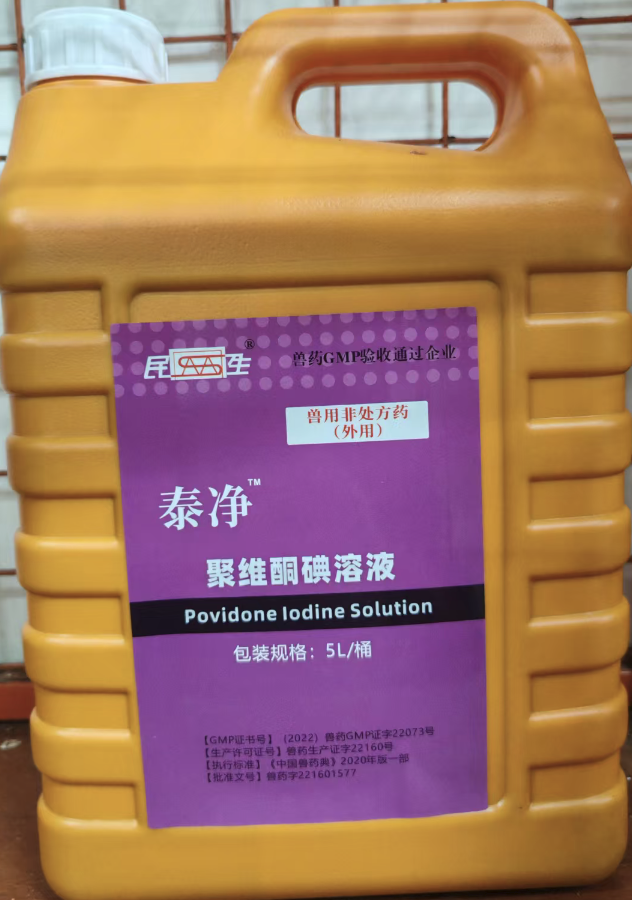 民生®
兽药GMP验收通过企业
兽用非处方药
（外用）
泰净™
聚维酮碘溶液
Povidone Iodine Solution
包装规格：5L/桶
【GMP证书号】（2022）兽药GMP证字22073号
【生产许可证号】兽药生产证字22160号
【执行标准】《中国兽药典》2020年版一部
【批准文号】兽药字221601577